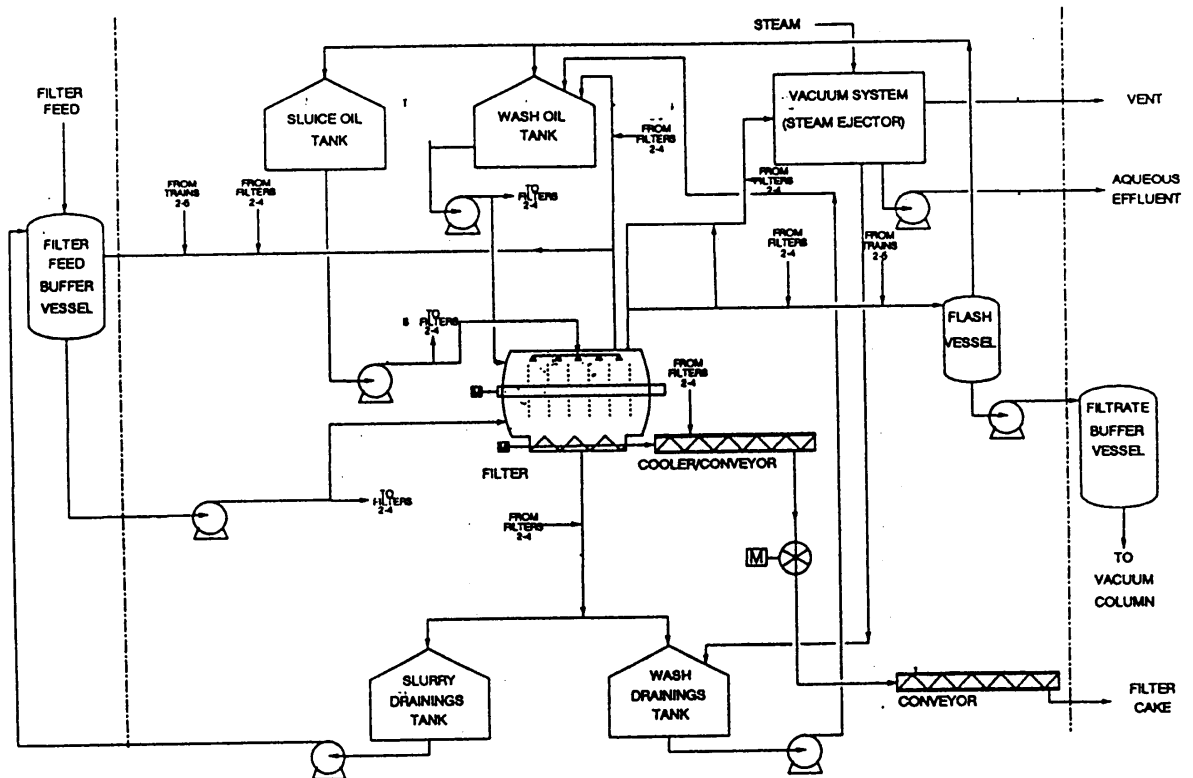 STEAM
FILTER
FEED
SLUICE OIL
TANK
WASH OIL
TANK
VACUUM SYSTEM
(STEAM EJECTOR)
VENT
FROM
FILTERS
2-4
FROM
TRAINS
2-5
FROM
FILTERS
2-4
TO
FILTERS
2-4
FROM
FILTERS
2-4
AQUEOUS
EFFLUENT
FILTER
FEED
BUFFER
VESSEL
FROM
FILTERS
2-4
FROM
TRAINS
2-5
TO
FILTERS
2-4
FLASH
VESSEL
FROM
FILTERS
2-4
FILTRATE
BUFFER
VESSEL
FILTER
COOLER/CONVEYOR
TO
FILTERS
2-4
FROM
FILTERS
2-4
M
TO
VACUUM
COLUMN
SLURRY
DRAININGS
TANK
WASH
DRAININGS
TANK
CONVEYOR
FILTER
CAKE